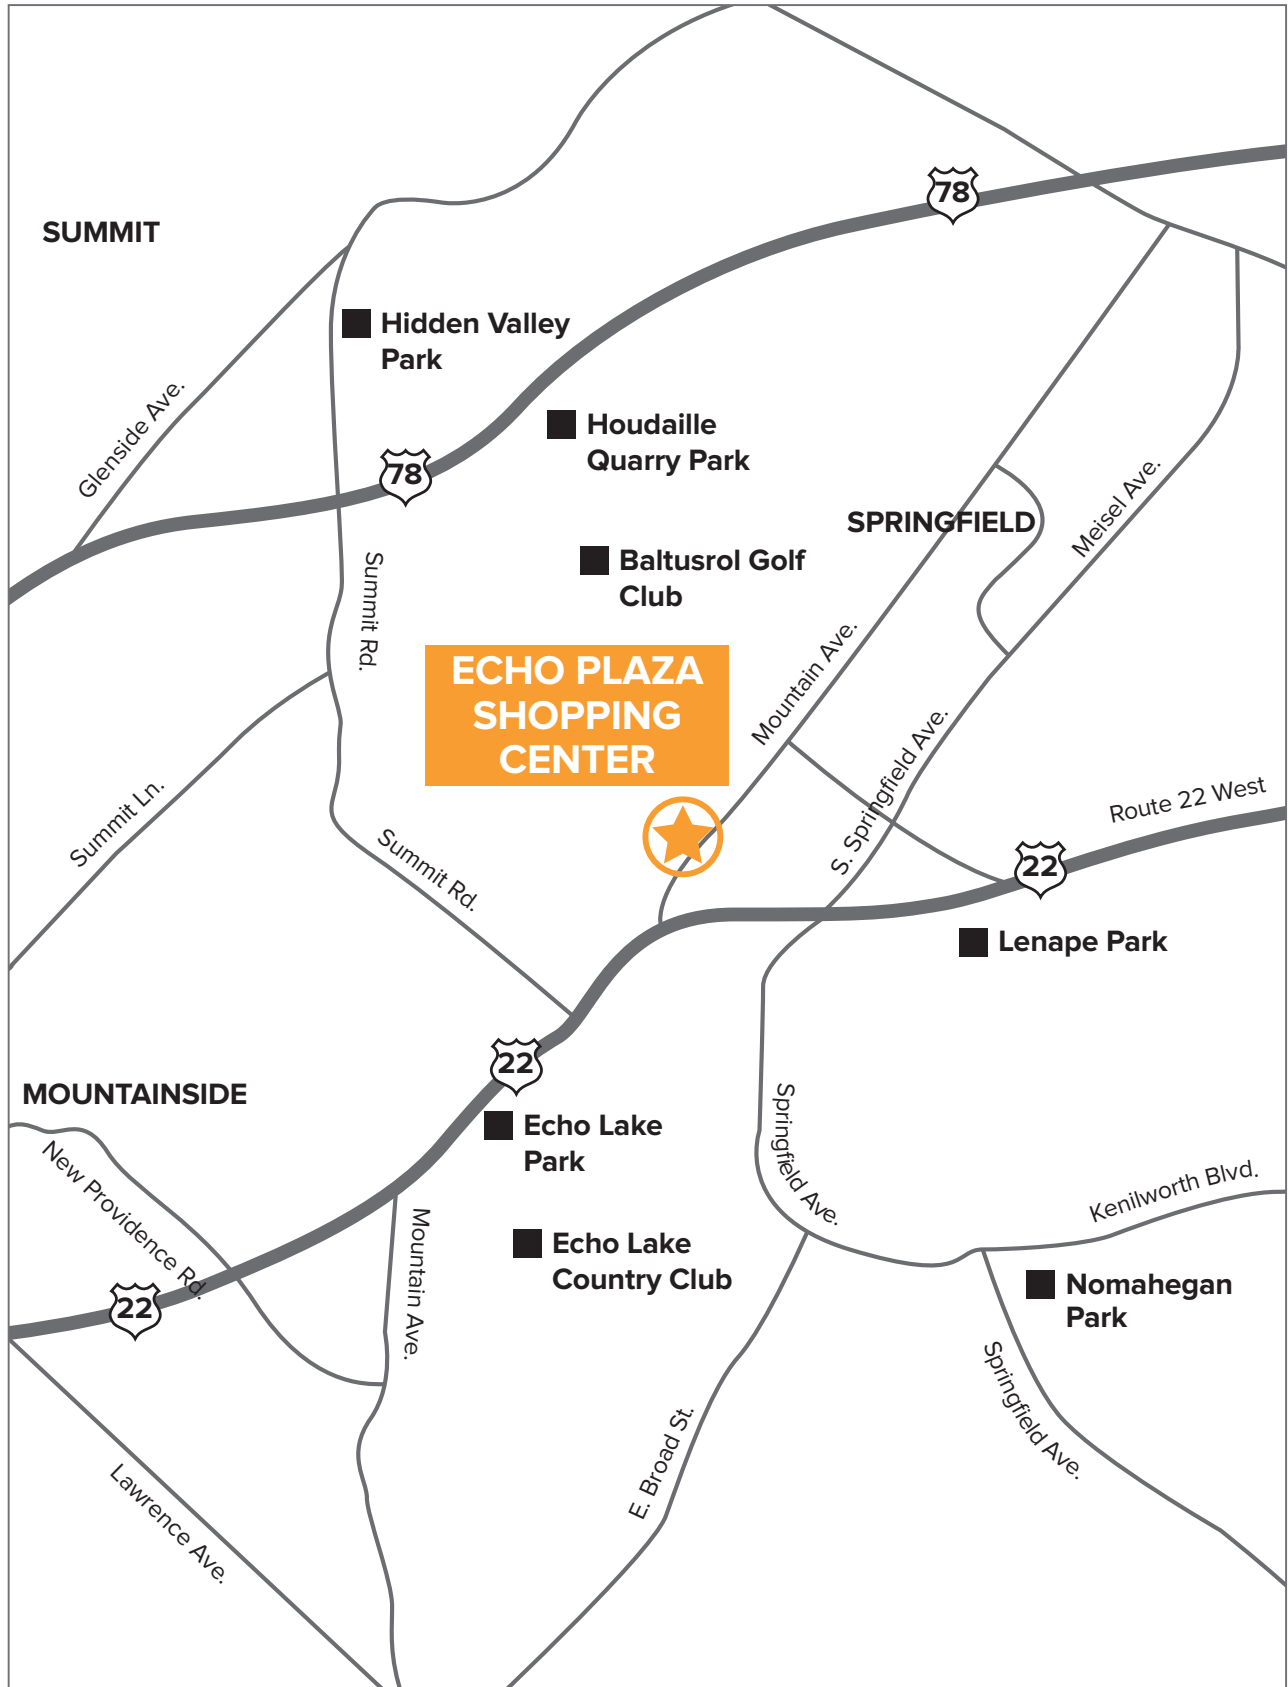 78
SUMMIT
Hidden Valley
Park
Glenside Ave.
Houdaille
Quarry Park
78
Meisel Ave.
SPRINGFIELD
Baltusrol Golf
Club
Summit Rd.
ECHO PLAZA
SHOPPING
CENTER
Mountain Ave.
S. Springfield Ave.
Summit Ln.
Route 22 West
Summit Rd.
22
Lenape Park
22
MOUNTAINSIDE
Echo Lake
Park
New Providence Rd.
Springfield Ave.
Kenilworth Blvd.
Mountain Ave.
Echo Lake
Country Club
Nomahegan
Park
22
Springfield Ave.
E. Broad St.
Lawrence Ave.